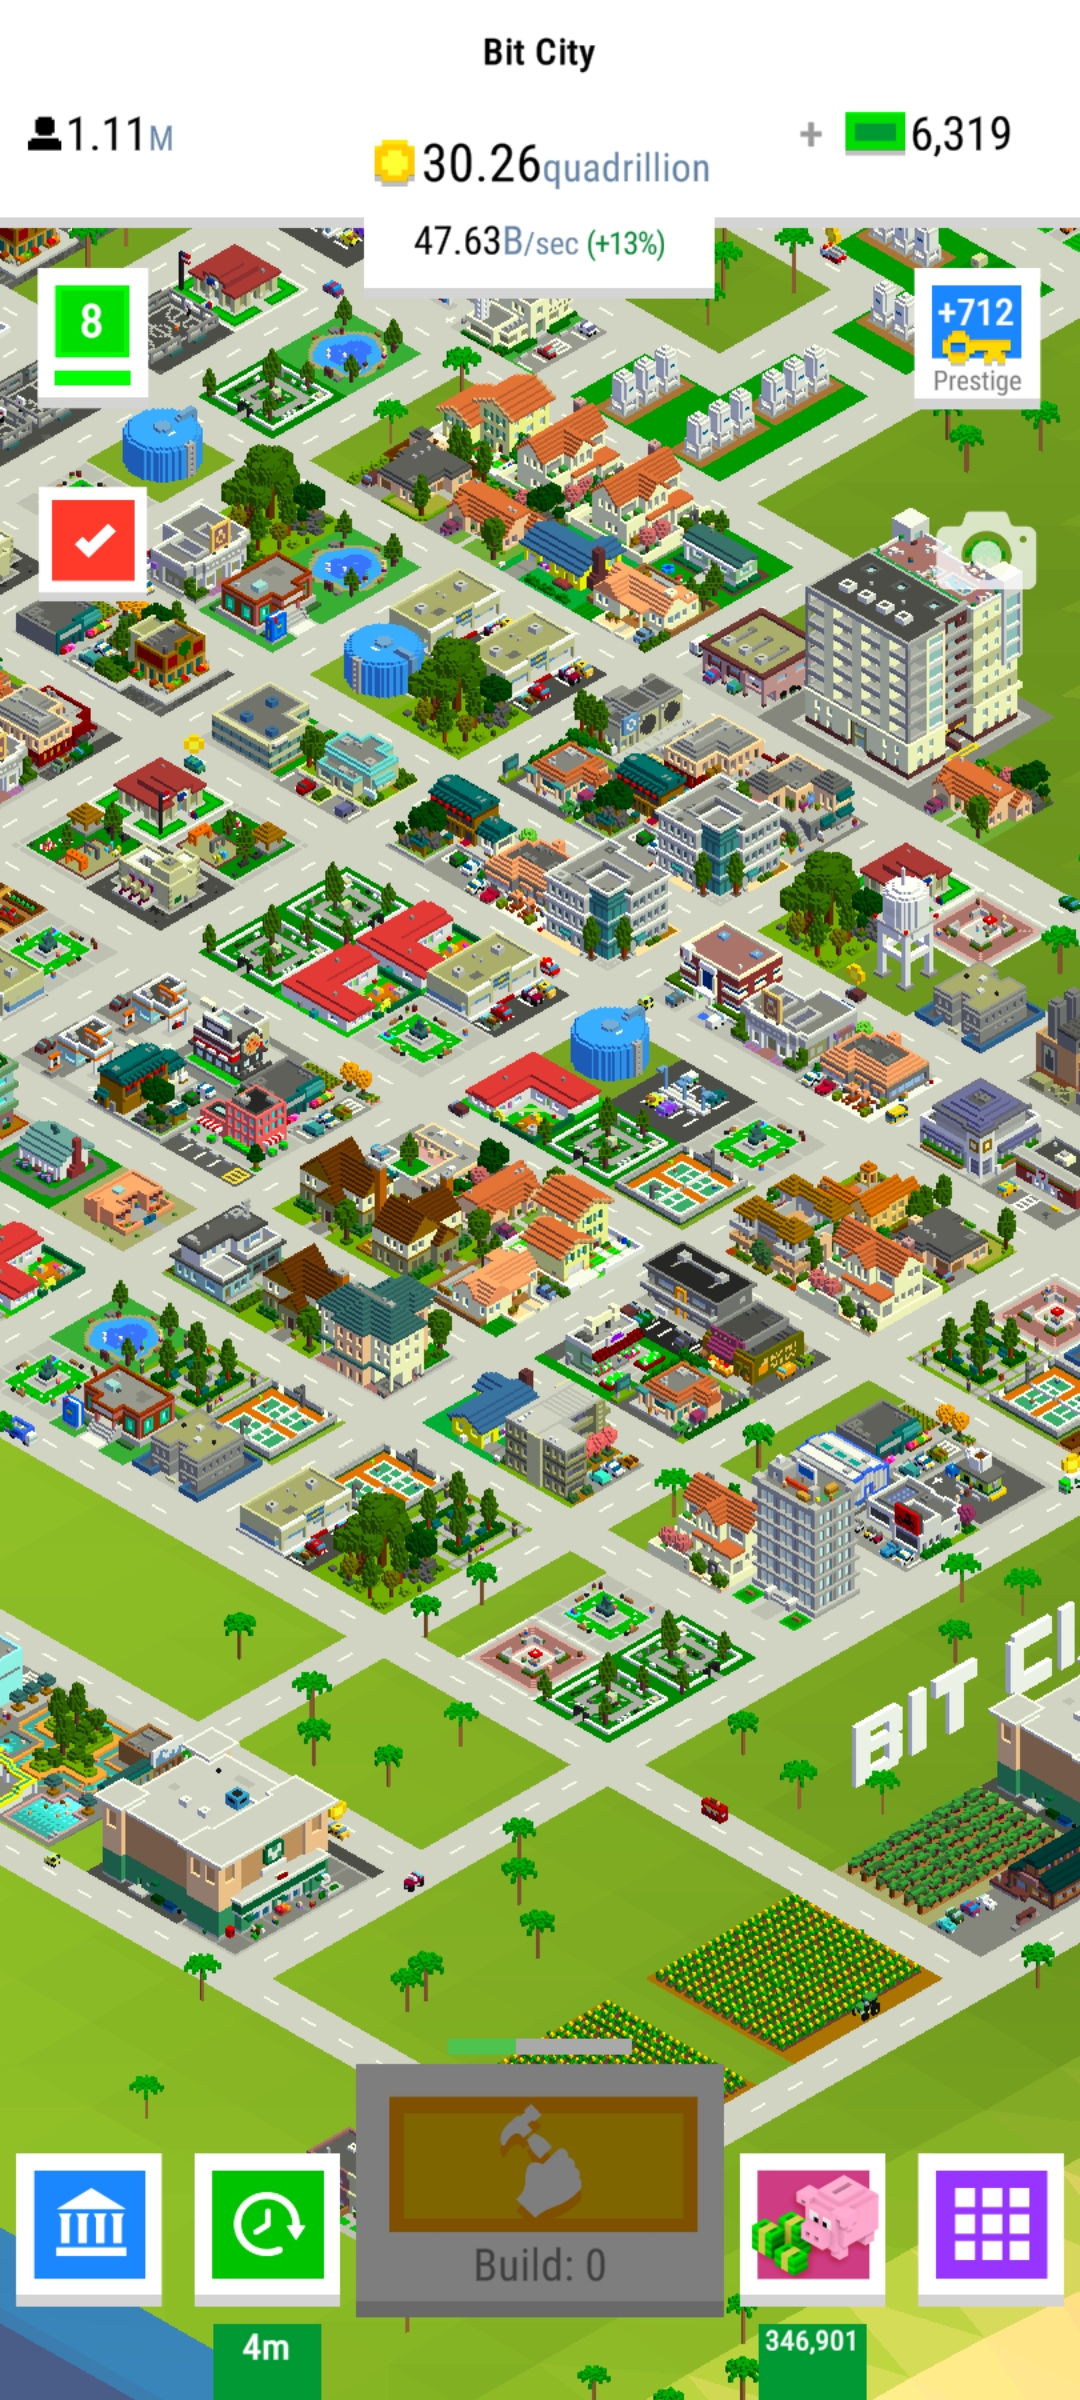 Bit City
1.11M
30.26quadrillion
+ 6,319
47.63B/sec (+13%)
8
+712
Prestige
BIT CI
Build: 0
4m
346,901